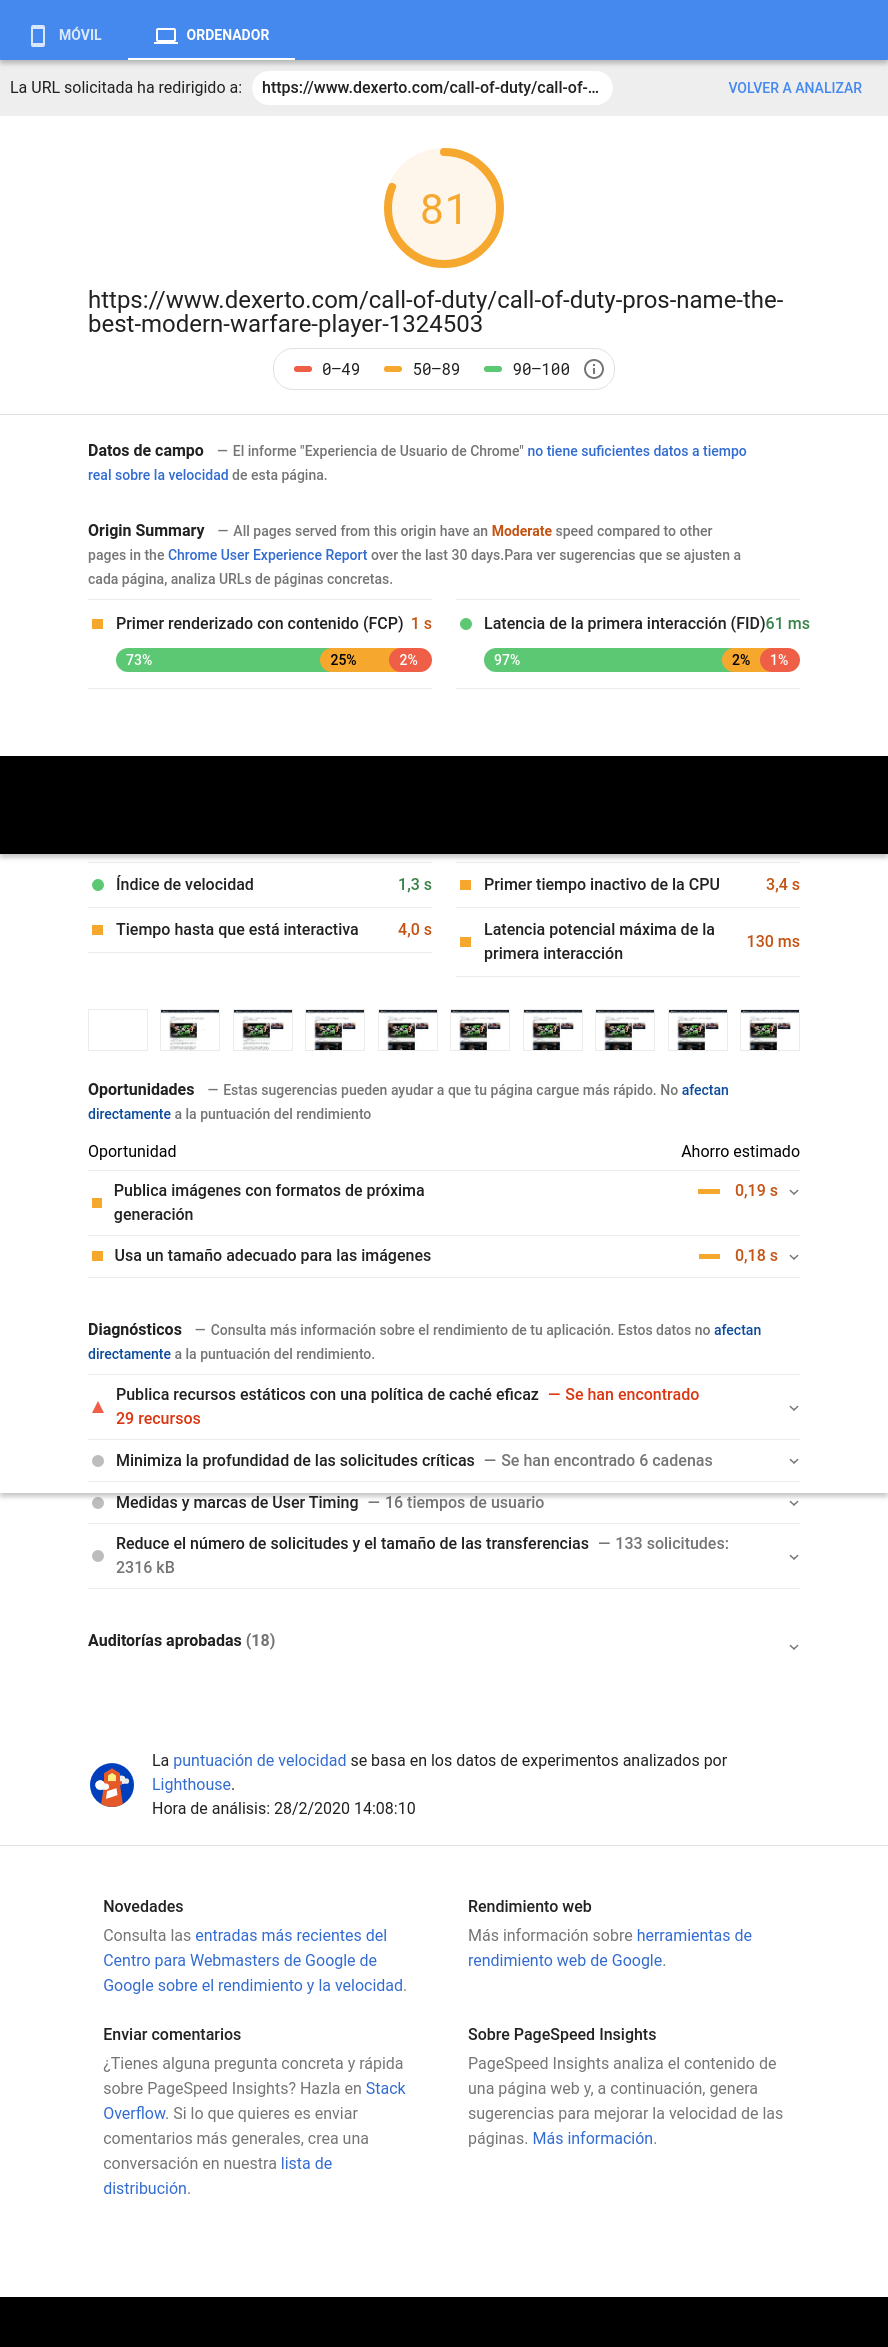 MÓVIL
ORDENADOR
La URL solicitada ha redirigido a: https://www.dexerto.com/call-of-duty/call-of-... VOLVER A ANALIZAR
81
https://www.dexerto.com/call-of-duty/call-of-duty-pros-name-the-
best-modern-warfare-player-1324503
0–49 50–89 90–100
Datos de campo — El informe "Experiencia de Usuario de Chrome" no tiene suficientes datos a tiempo
real sobre la velocidad de esta página.
Origin Summary — All pages served from this origin have an Moderate speed compared to other
pages in the Chrome User Experience Report over the last 30 days.Para ver sugerencias que se ajusten a
cada página, analiza URLs de páginas concretas.
Primer renderizado con contenido (FCP) 1 s
73% 25% 2%
Latencia de la primera interacción (FID)61 ms
97% 2% 1%
Índice de velocidad 1,3 s
Primer tiempo inactivo de la CPU 3,4 s
Tiempo hasta que está interactiva 4,0 s
Latencia potencial máxima de la
primera interacción
130 ms
Oportunidades — Estas sugerencias pueden ayudar a que tu página cargue más rápido. No afectan
directamente a la puntuación del rendimiento
Oportunidad Ahorro estimado
Publica imágenes con formatos de próxima
generación
0,19 s
Usa un tamaño adecuado para las imágenes 0,18 s
Diagnósticos — Consulta más información sobre el rendimiento de tu aplicación. Estos datos no afectan
directamente a la puntuación del rendimiento.
Publica recursos estáticos con una política de caché eficaz — Se han encontrado
29 recursos
Minimiza la profundidad de las solicitudes críticas — Se han encontrado 6 cadenas
Medidas y marcas de User Timing — 16 tiempos de usuario
Reduce el número de solicitudes y el tamaño de las transferencias — 133 solicitudes:
2316 kB
Auditorías aprobadas (18)
La puntuación de velocidad se basa en los datos de experimentos analizados por
Lighthouse.
Hora de análisis: 28/2/2020 14:08:10
Novedades
Consulta las entradas más recientes del
Centro para Webmasters de Google de
Google sobre el rendimiento y la velocidad.
Rendimiento web
Más información sobre herramientas de
rendimiento web de Google.
Enviar comentarios
¿Tienes alguna pregunta concreta y rápida
sobre PageSpeed Insights? Hazla en Stack
Overflow. Si lo que quieres es enviar
comentarios más generales, crea una
conversación en nuestra lista de
distribución.
Sobre PageSpeed Insights
PageSpeed Insights analiza el contenido de
una página web y, a continuación, genera
sugerencias para mejorar la velocidad de las
páginas. Más información.